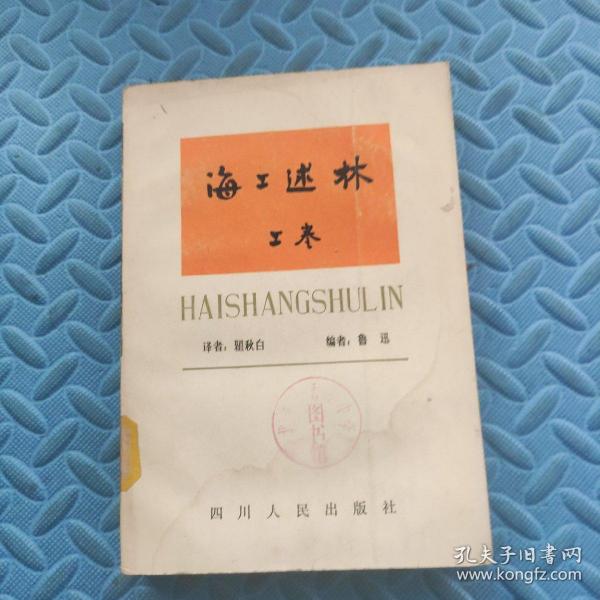 海上述林
上卷
HAISHANGSHULIN
译者：瞿秋白 编者：鲁 迅
图书馆
四川人民出版社
孔夫子旧书网
www.kongfz.com